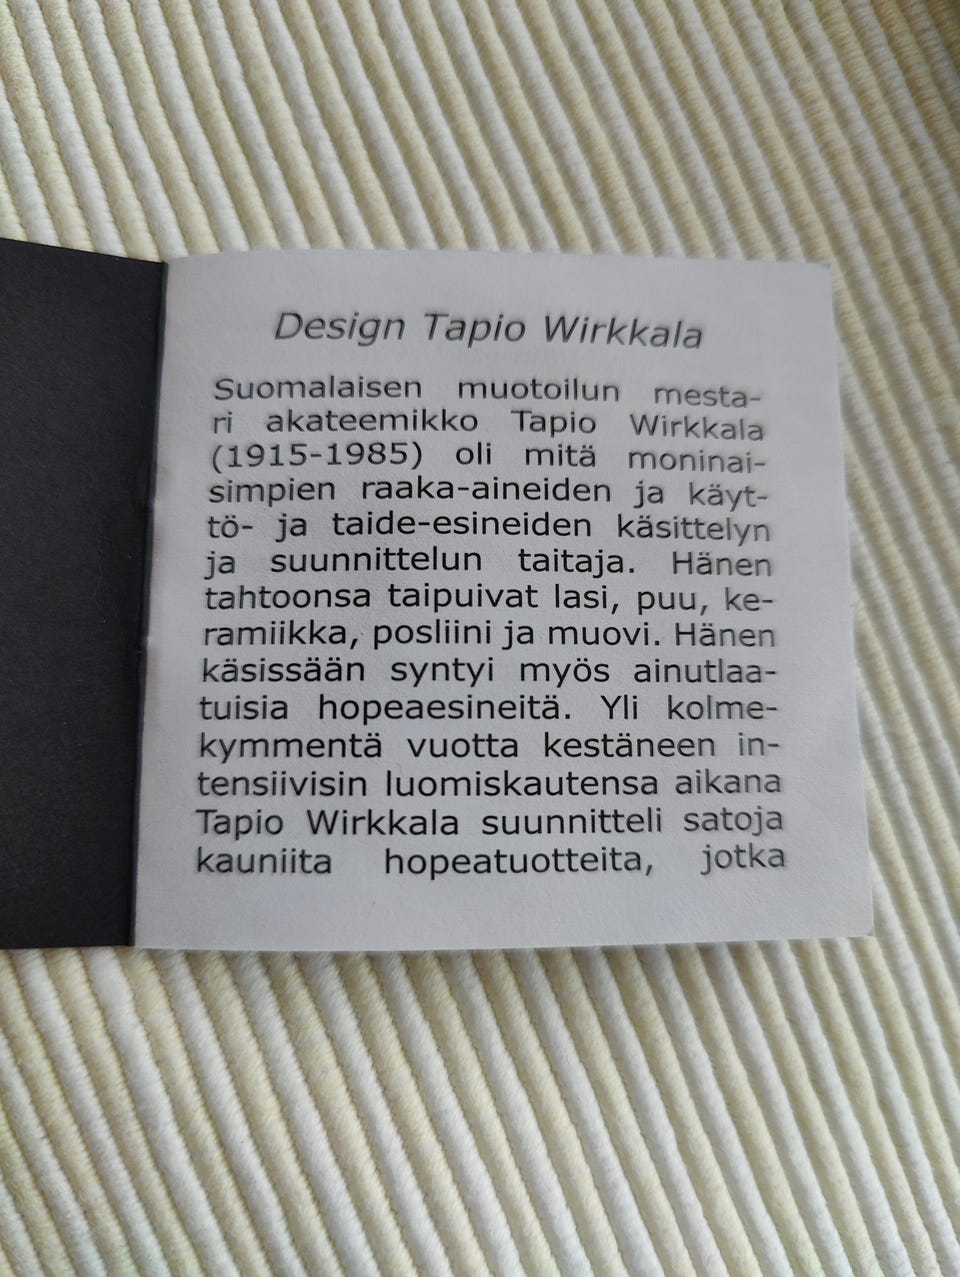 Design Tapio Wirkkala
Suomalaisen muotoilun mesta-
ri akateemikko Tapio Wirkkala
(1915-1985) oli mitä moninai-
simpien raaka-aineiden ja käyt-
tö- ja taide-esineiden käsittelyn
ja suunnittelun taitaja. Hänen
tahtoonsa taipuivat lasi, puu, ke-
ramiikka, posliini ja muovi. Hänen
käsissään syntyi myös ainutlaa-
tuisia hopeaesineitä. Yli kolme-
kymmentä vuotta kestäneen in-
tensiivisin luomiskautensa aikana
Tapio Wirkkala suunnitteli satoja
kauniita hopeatuotteita, jotka